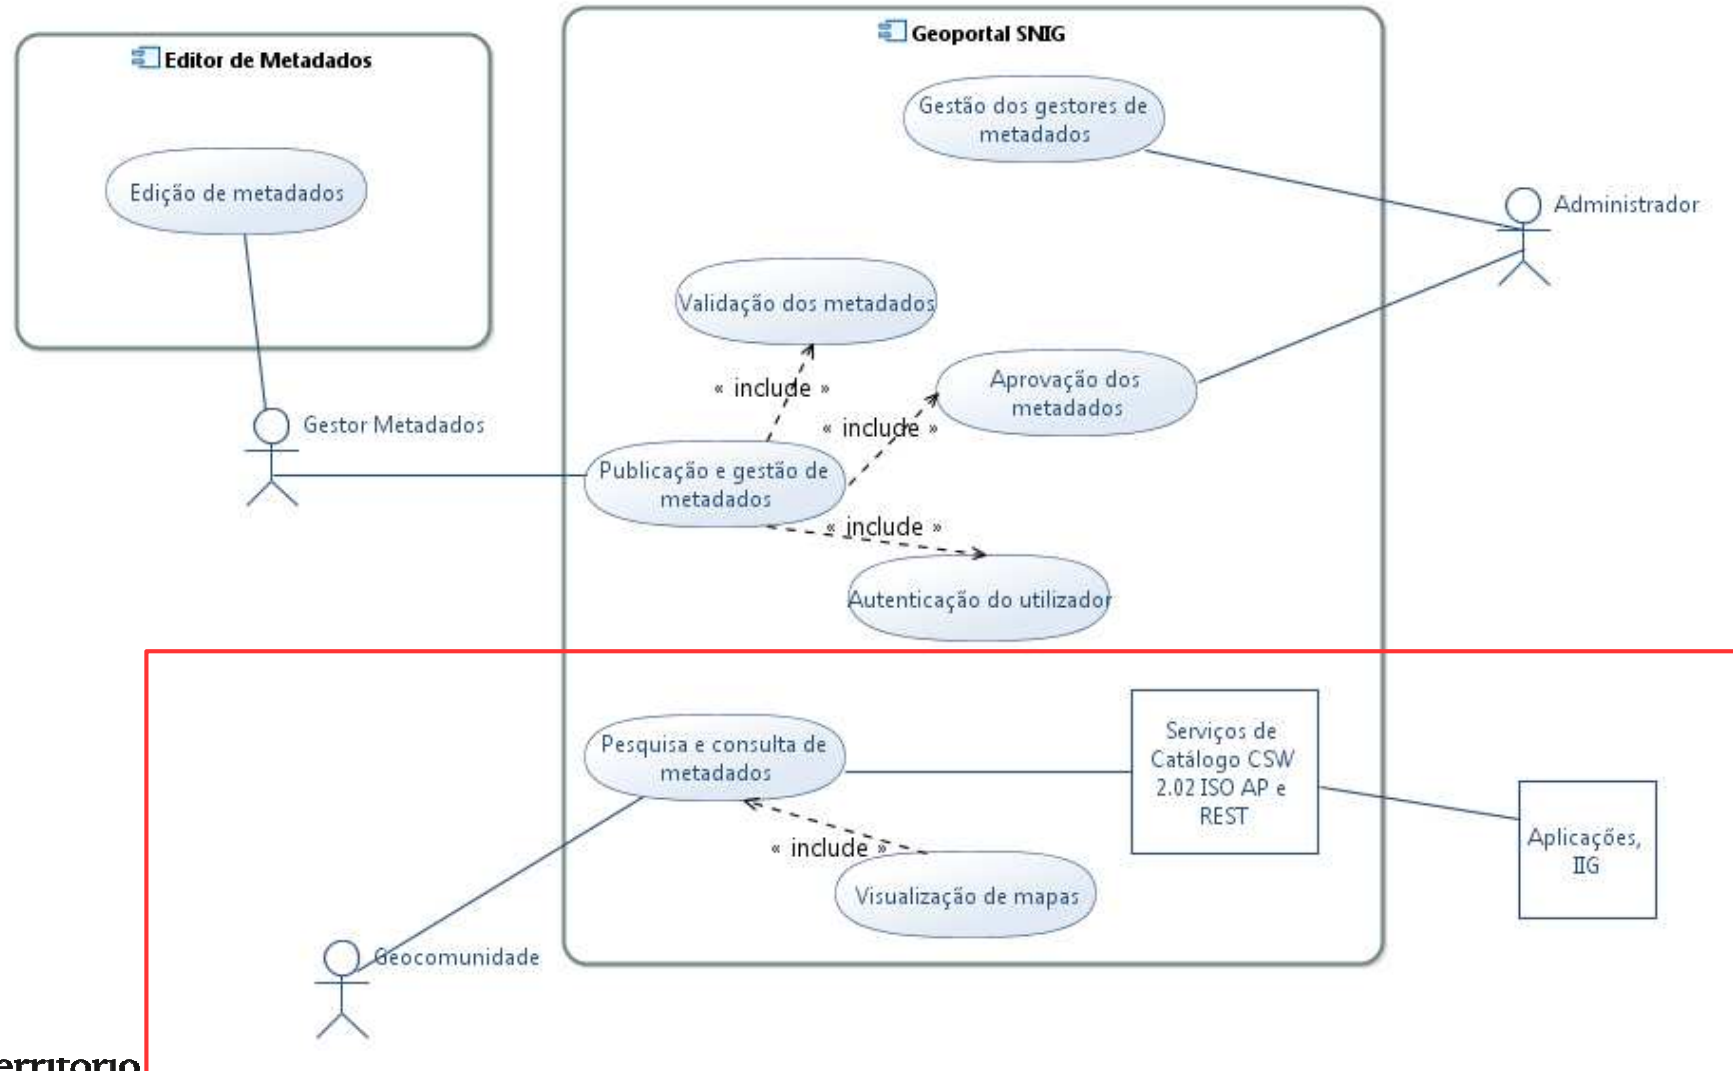 Editor de Metadados
Edição de metadados
Gestor Metadados
Geoportal SNIG
Gestão dos gestores de
metadados
Administrador
Validação dos metadados
« include »
Aprovação dos
metadados
« include »
Publicação e gestão de
metadados
« include »
Autenticação do utilizador
Pesquisa e consulta de
metadados
Serviços de
Catálogo CSW
2.02 ISO AP e
REST
Aplicações,
IIG
« include »
Visualização de mapas
Geocomunidade
erritorio